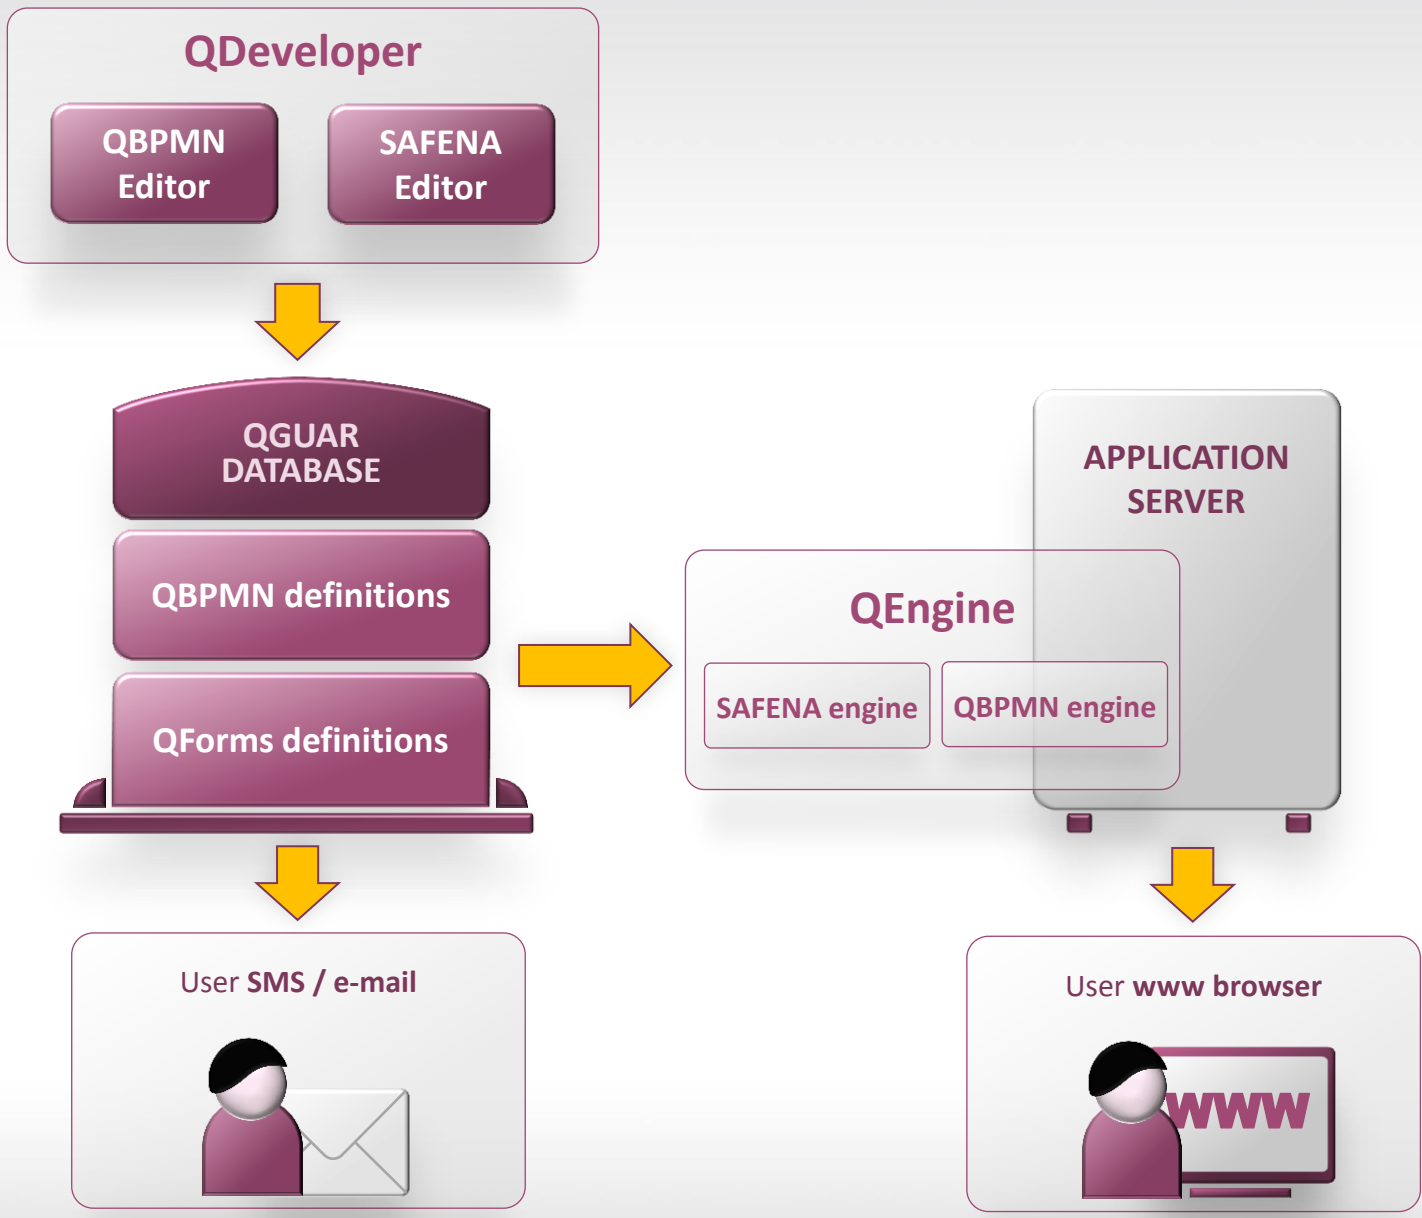 QDeveloper
QBPMN
Editor
SAFENA
Editor
QGUAR
DATABASE
QBPMN definitions
QForms definitions
APPLICATION
SERVER
QEngine
SAFENA engine
QBPMN engine
User SMS / e-mail
User www browser
WWW